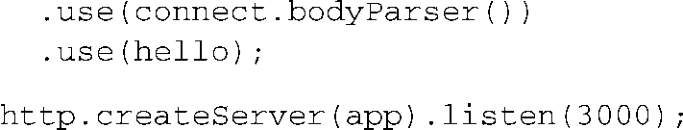 .use(connect.bodyParser())
.use(hello);
http.createServer(app).listen(3000);